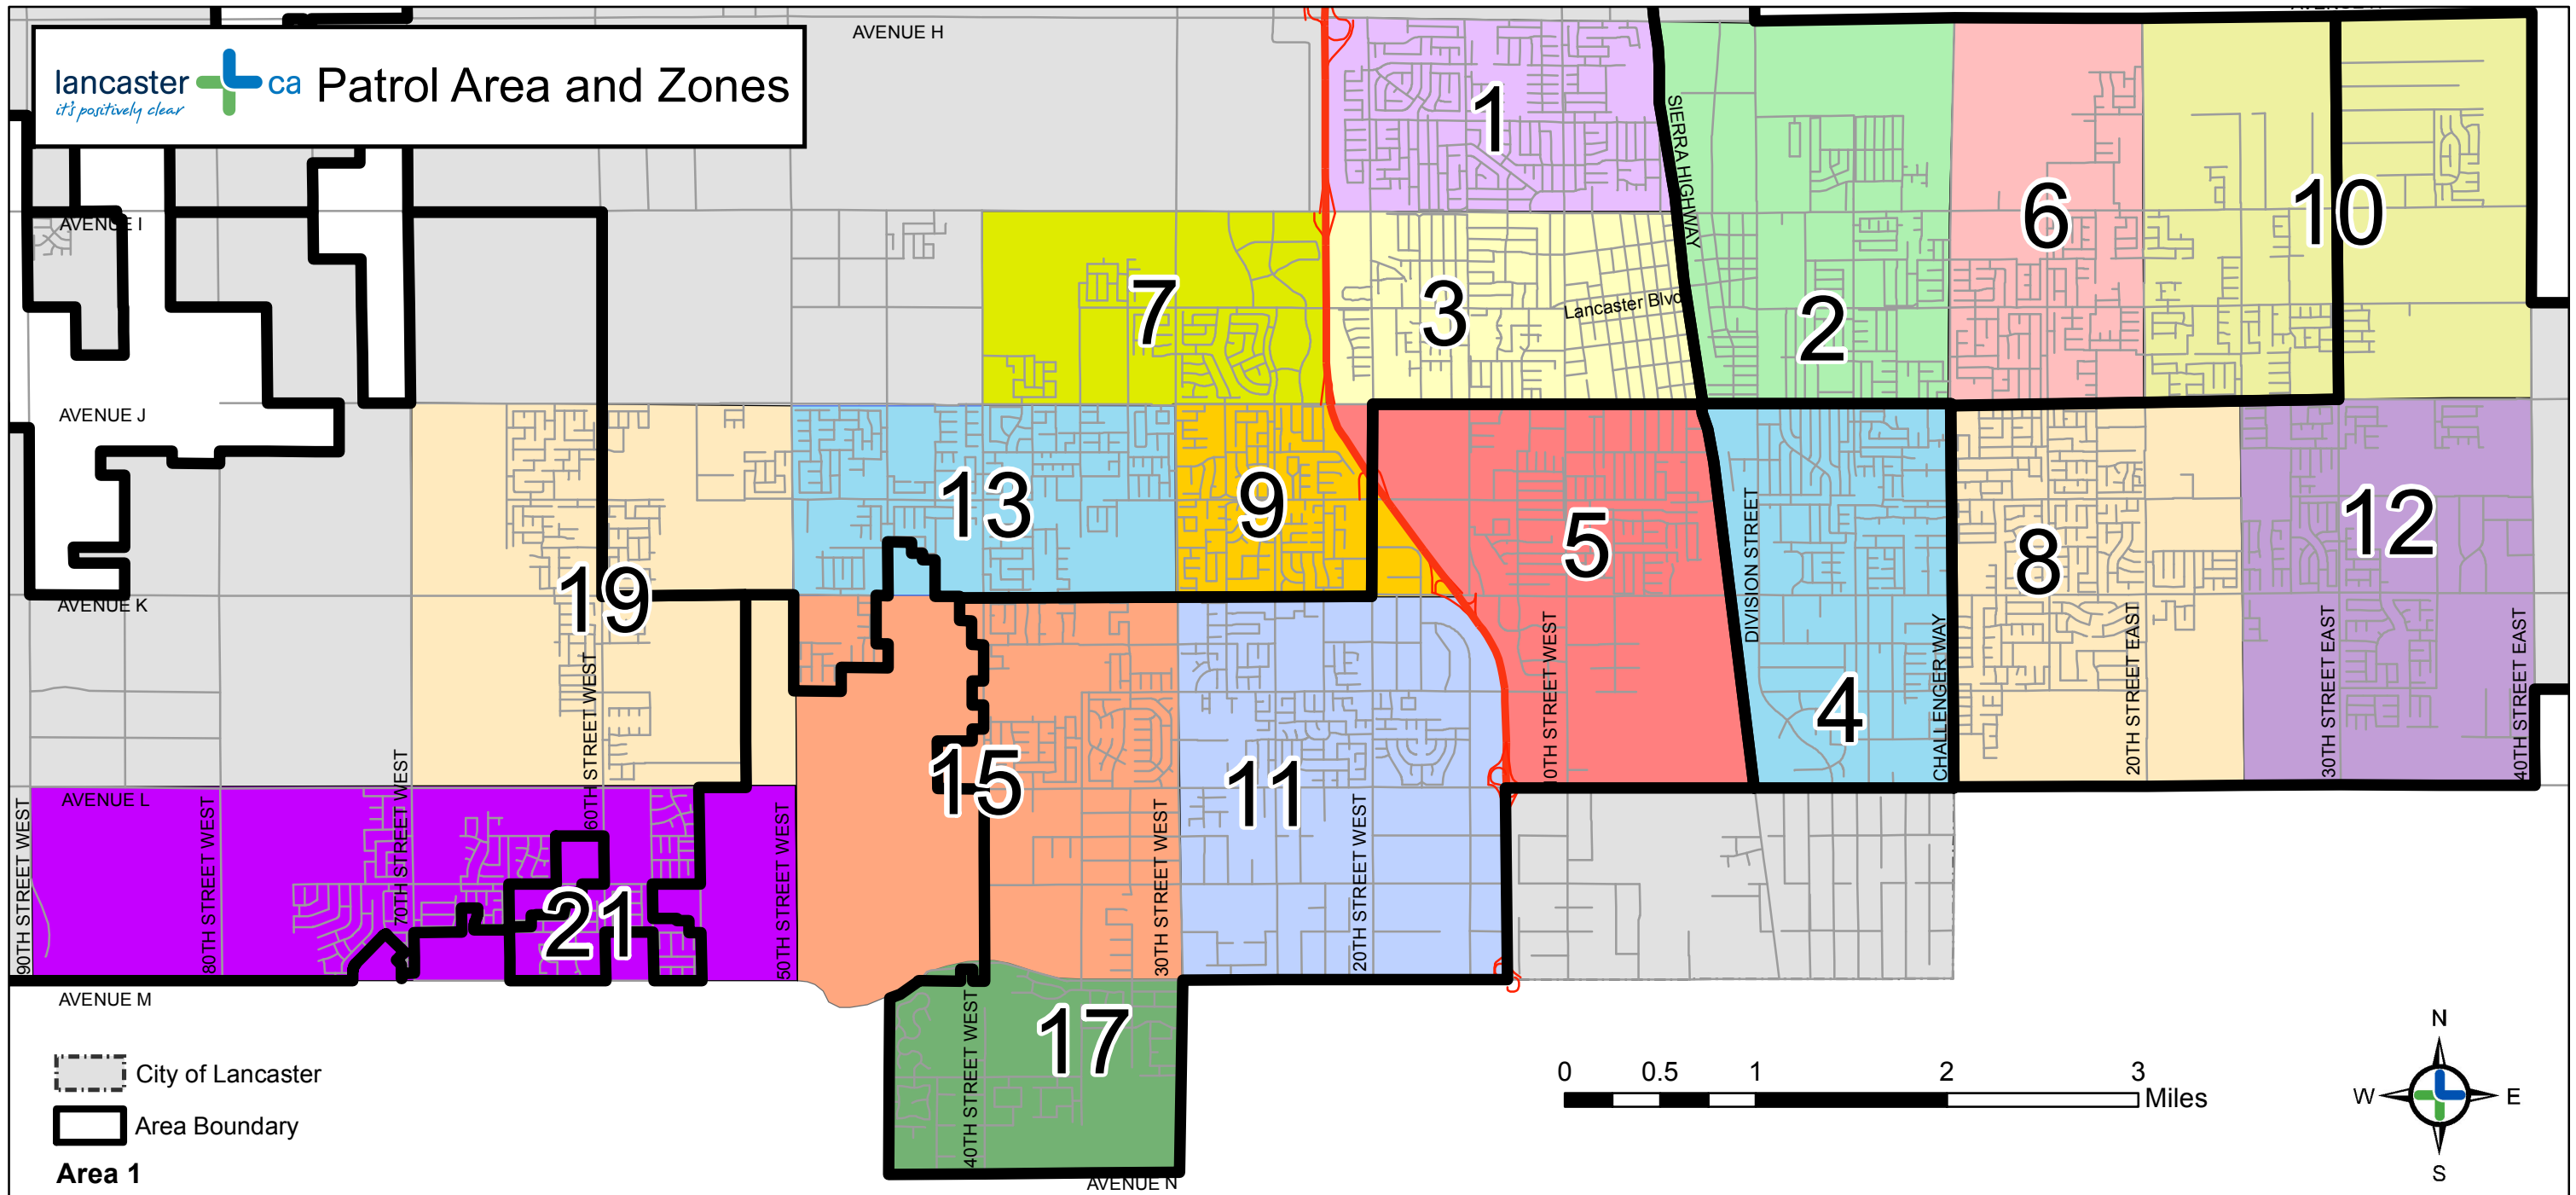 AVENUE H
lancaster ca
it's positively clear
Patrol Area and Zones
1
SIERRA HIGHWAY
6
10
AVENUE I
7
3
Lancaster Blvd
2
AVENUE J
13
9
5
DIVISION STREET
12
8
19
AVENUE K
60TH STREET WEST
10TH STREET WEST
4
CHALLENGER WAY
20TH STREET EAST
30TH STREET EAST
40TH STREET EAST
15
11
AVENUE L
90TH STREET WEST
80TH STREET WEST
70TH STREET WEST
21
50TH STREET WEST
30TH STREET WEST
20TH STREET WEST
AVENUE M
17
40TH STREET WEST
AVENUE N
City of Lancaster
Area Boundary
Area 1
0 0.5 1 2 3
Miles
N
W E
S